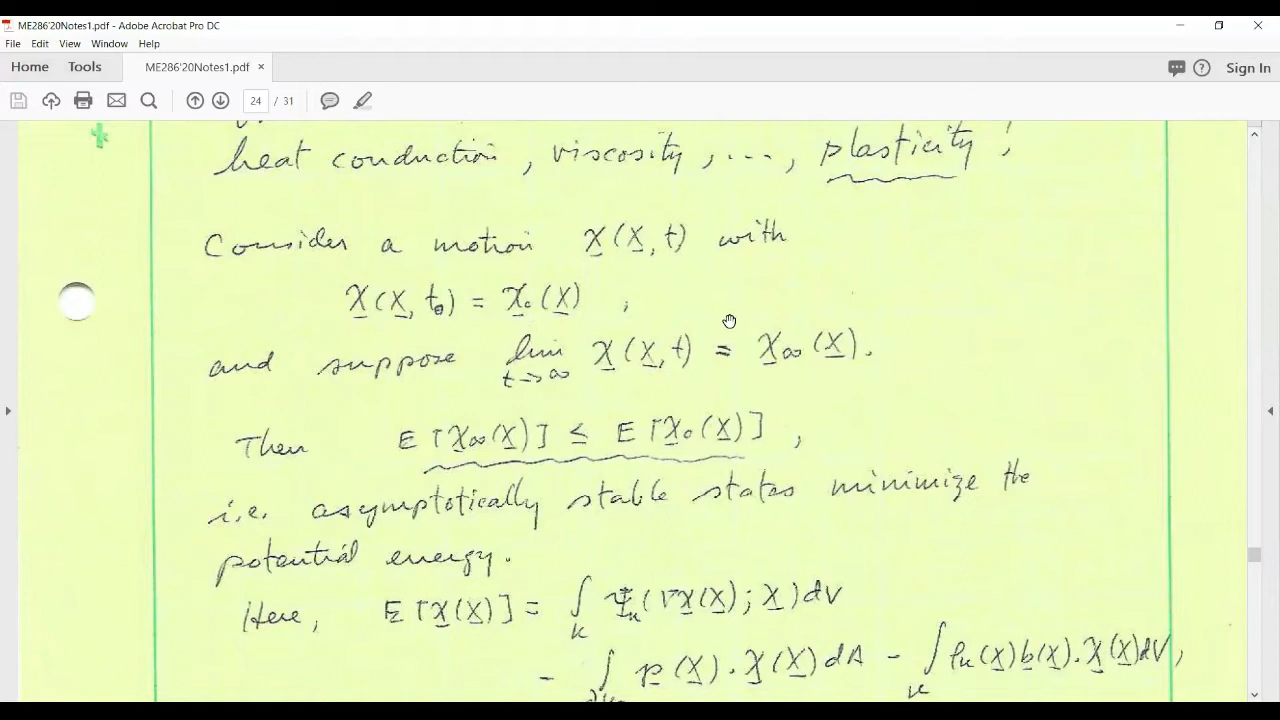 ME286'20Notes1.pdf - Adobe Acrobat Pro DC
File Edit View Window Help
Home Tools ME286'20Notes1.pdf × Sign In
24 / 31
heat conduction, viscosity, ..., plasticity!
Consider a motion χ(X, t) with
χ(X, t₀) = χ₀(X) ,
and suppose lim t→∞ χ(X, t) = χ∞(X).
Then E[χ∞(X)] ≤ E[χ₀(X)] ,
i.e. asymptotically stable states minimize the
potential energy.
Here, E[χ(X)] = ∫κ Ψκ(∇χ(X); X) dV
- ∫ p(X)·χ(X) dA - ∫κ ρκ(X) b(X)·χ(X) dV,